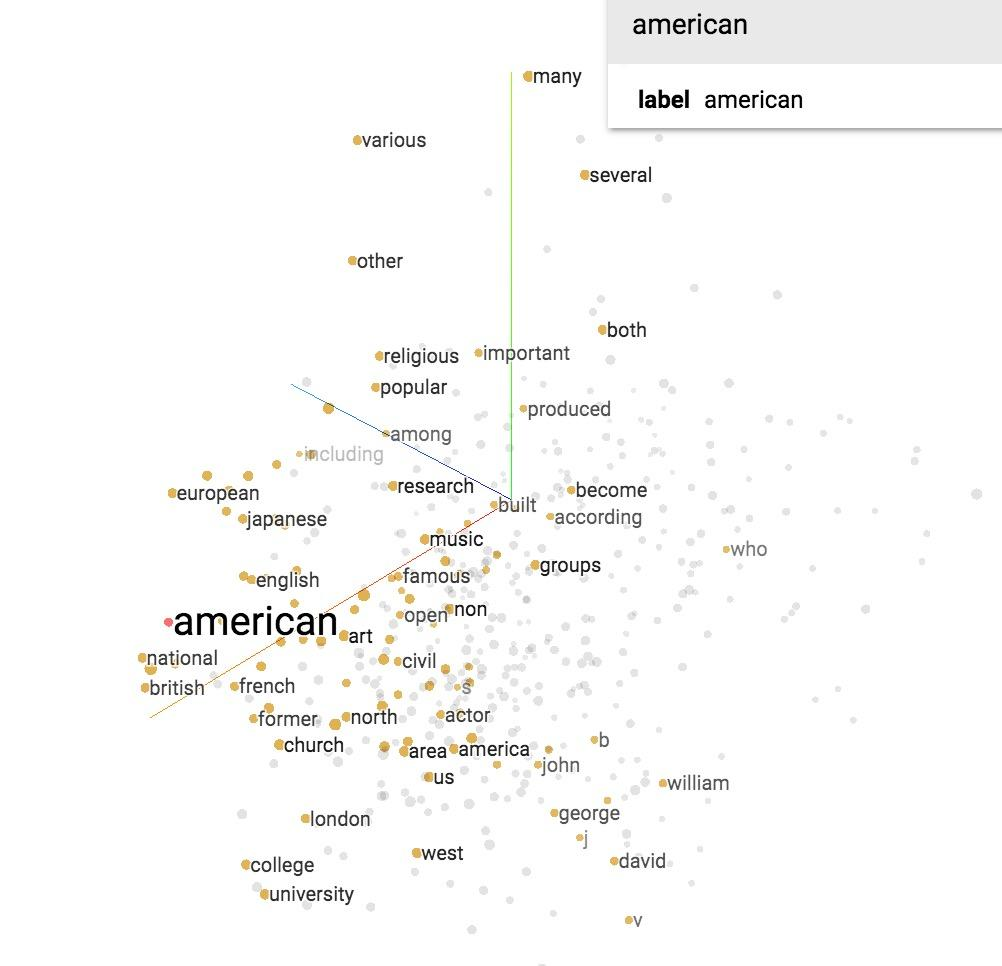 american
label american
many
various
several
other
both
religious
important
popular
produced
among
including
research
european
become
built
according
japanese
music
who
groups
english
famous
non
open
american
art
national
civil
british
french
s
former
north
actor
church
area
america
b
john
us
william
london
george
j
west
college
david
university
v